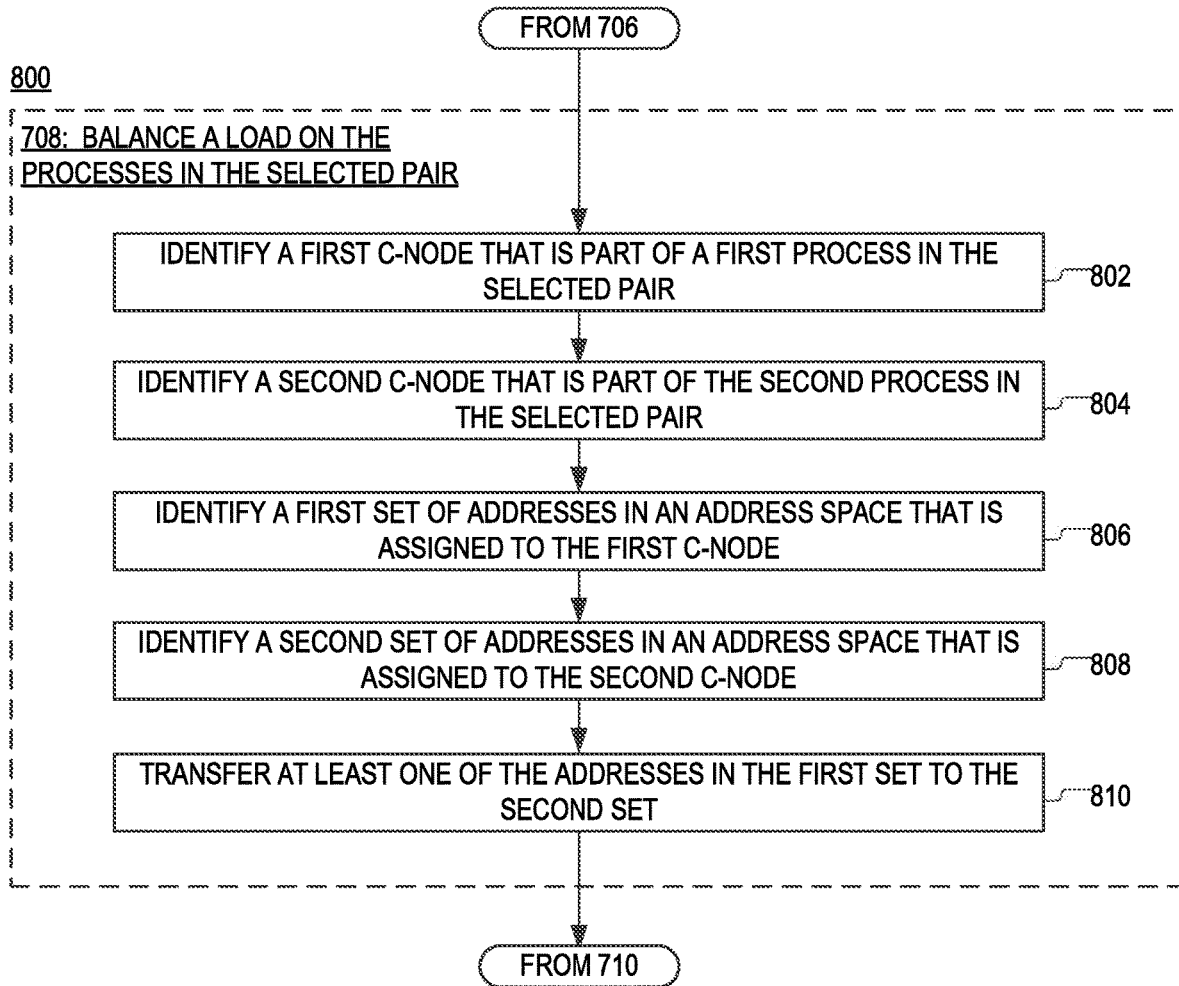 FROM 706
800
708: BALANCE A LOAD ON THE
PROCESSES IN THE SELECTED PAIR
IDENTIFY A FIRST C-NODE THAT IS PART OF A FIRST PROCESS IN THE
SELECTED PAIR
802
IDENTIFY A SECOND C-NODE THAT IS PART OF THE SECOND PROCESS IN
THE SELECTED PAIR
804
IDENTIFY A FIRST SET OF ADDRESSES IN AN ADDRESS SPACE THAT IS
ASSIGNED TO THE FIRST C-NODE
806
IDENTIFY A SECOND SET OF ADDRESSES IN AN ADDRESS SPACE THAT IS
ASSIGNED TO THE SECOND C-NODE
808
TRANSFER AT LEAST ONE OF THE ADDRESSES IN THE FIRST SET TO THE
SECOND SET
810
FROM 710